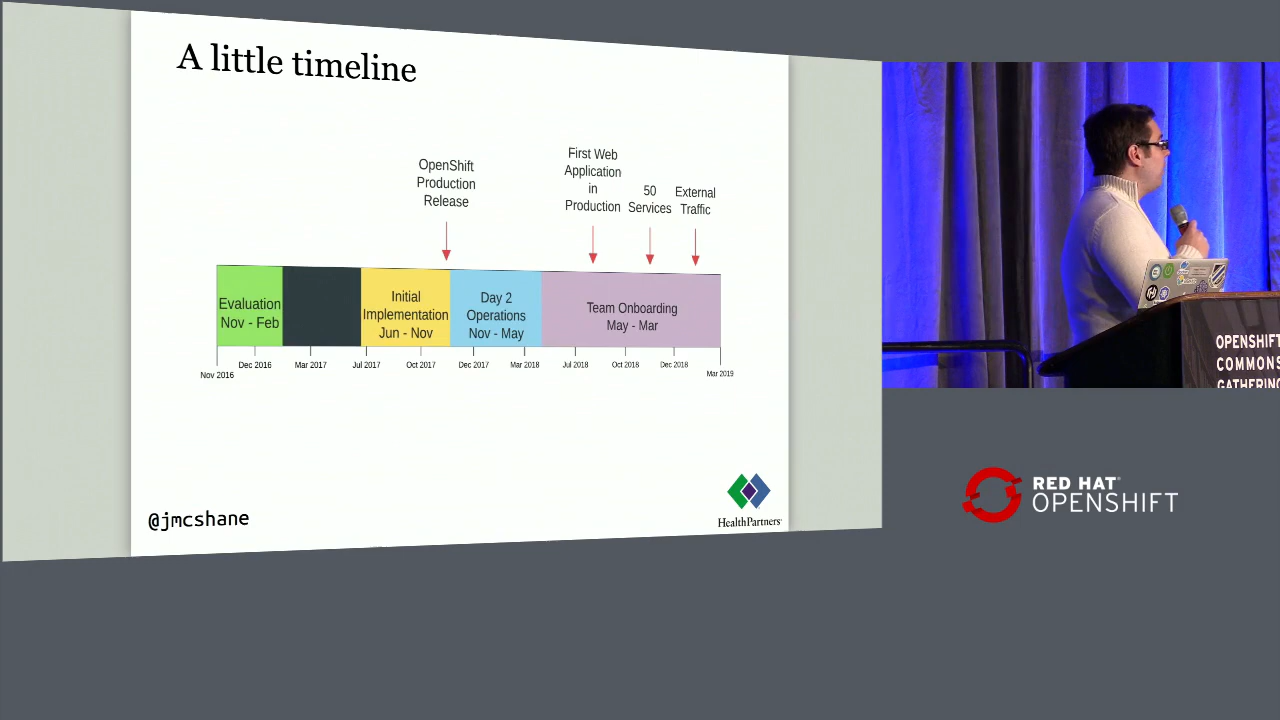 A little timeline
OpenShift
Production
Release
First Web
Application
in
Production
50
Services
External
Traffic
Evaluation
Nov - Feb
Initial
Implementation
Jun - Nov
Day 2
Operations
Nov - May
Team Onboarding
May - Mar
Nov 2016
Dec 2016
Mar 2017
Jul 2017
Oct 2017
Dec 2017
Mar 2018
Jul 2018
Oct 2018
Dec 2018
Mar 2019
@jmcshane
HealthPartners
OPENSHIFT
COMMONS
GATHERING
RED HAT
OPENSHIFT